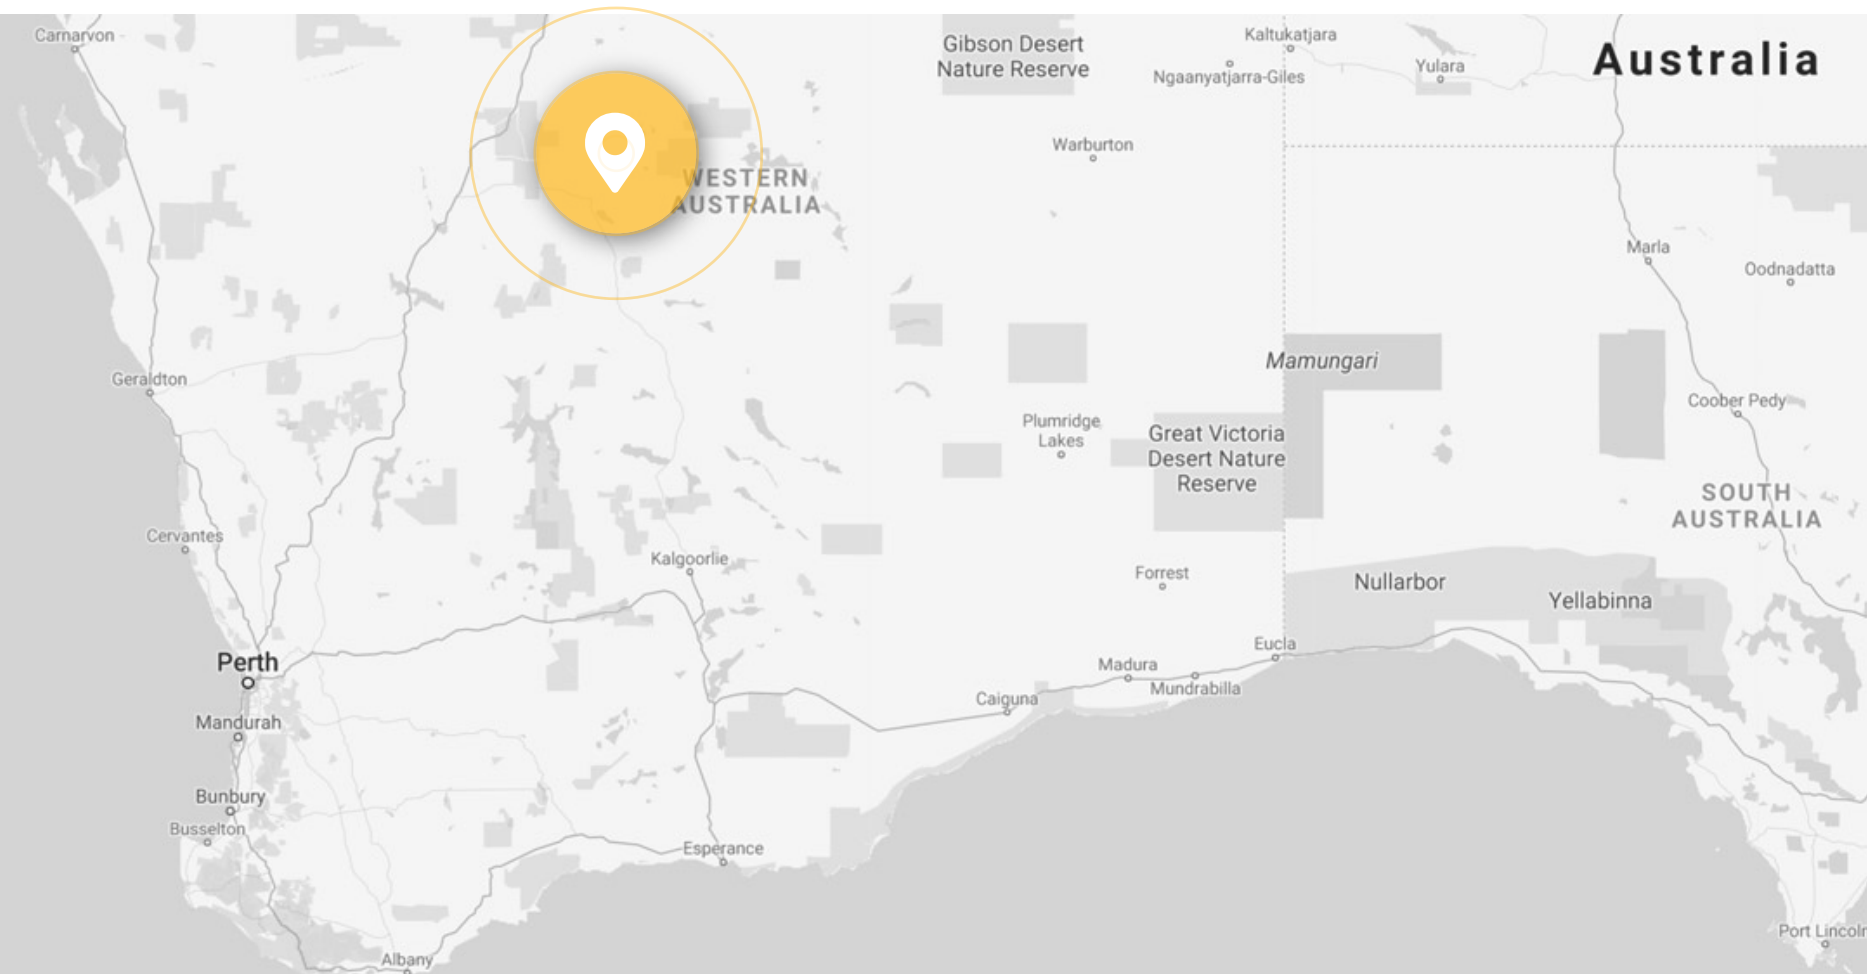 Carnarvon
Gibson Desert
Nature Reserve
Kaltukatjara
Ngaanyatjarra-Giles
Yulara
Australia
Warburton
WESTERN
AUSTRALIA
Marla
Oodnadatta
Mamungari
Geraldton
Coober Pedy
Plumridge
Lakes
Great Victoria
Desert Nature
Reserve
SOUTH
AUSTRALIA
Cervantes
Kalgoorlie
Forrest
Nullarbor
Yellabinna
Eucla
Perth
Madura
Mundrabilla
Caiguna
Mandurah
Bunbury
Busselton
Esperance
Port Lincoln
Albany